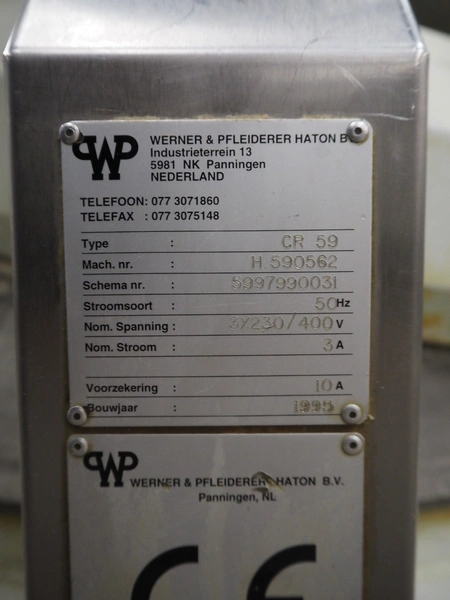 WP WERNER & PFLEIDERER HATON B.V.
Industrieterrein 13
5981 NK Panningen
NEDERLAND
TELEFOON: 077 3071860
TELEFAX : 077 3075148
Type : CR 59
Mach. nr. : H.590562
Schema nr. : 5997990031
Stroomsoort : 50Hz
Nom. Spanning : 3X230/400 V
Nom. Stroom : 3 A
Voorzekering : 10 A
Bouwjaar : 1995
WP WERNER & PFLEIDERER HATON B.V.
Panningen, NL
CE